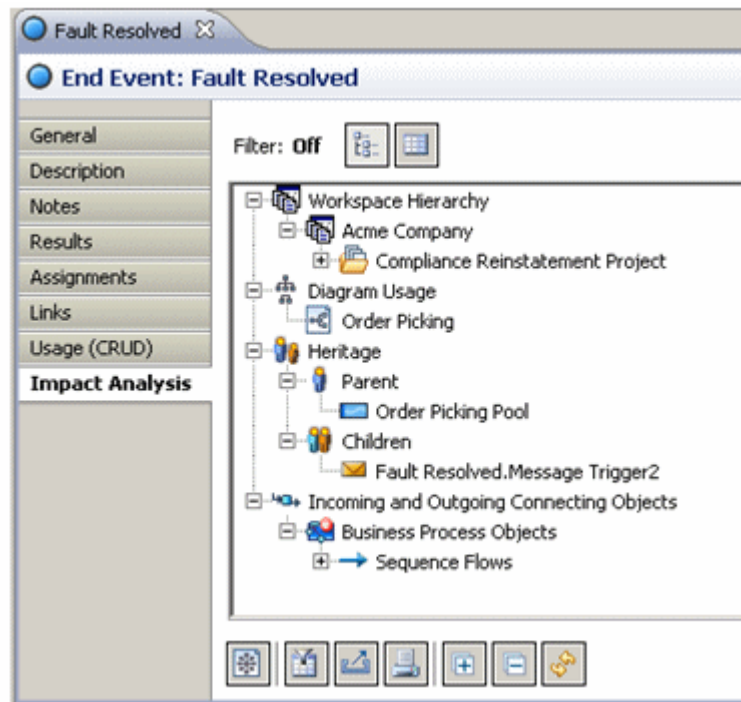 Fault Resolved
End Event: Fault Resolved
General
Description
Notes
Results
Assignments
Links
Usage (CRUD)
Impact Analysis
Filter: Off
Workspace Hierarchy
Acme Company
Compliance Reinstatement Project
Diagram Usage
Order Picking
Heritage
Parent
Order Picking Pool
Children
Fault Resolved.Message Trigger2
Incoming and Outgoing Connecting Objects
Business Process Objects
Sequence Flows